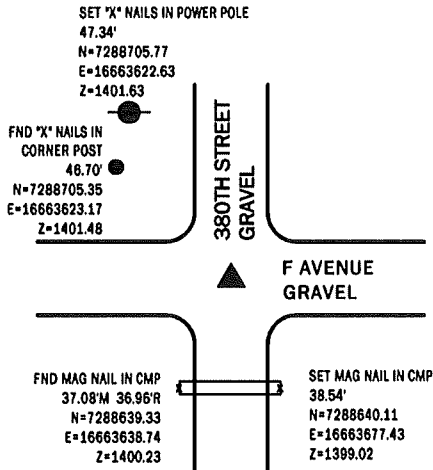 SET "X" NAILS IN POWER POLE
47.34'
N=7288705.77
E=16663622.63
Z=1401.63
FND "X" NAILS IN
CORNER POST
46.70'
N=7288705.35
E=16663623.17
Z=1401.48
380TH STREET
GRAVEL
F AVENUE
GRAVEL
FND MAG NAIL IN CMP
37.08'M 36.96'R
N=7288639.33
E=16663638.74
Z=1400.23
SET MAG NAIL IN CMP
38.54'
N=7288640.11
E=16663677.43
Z=1399.02